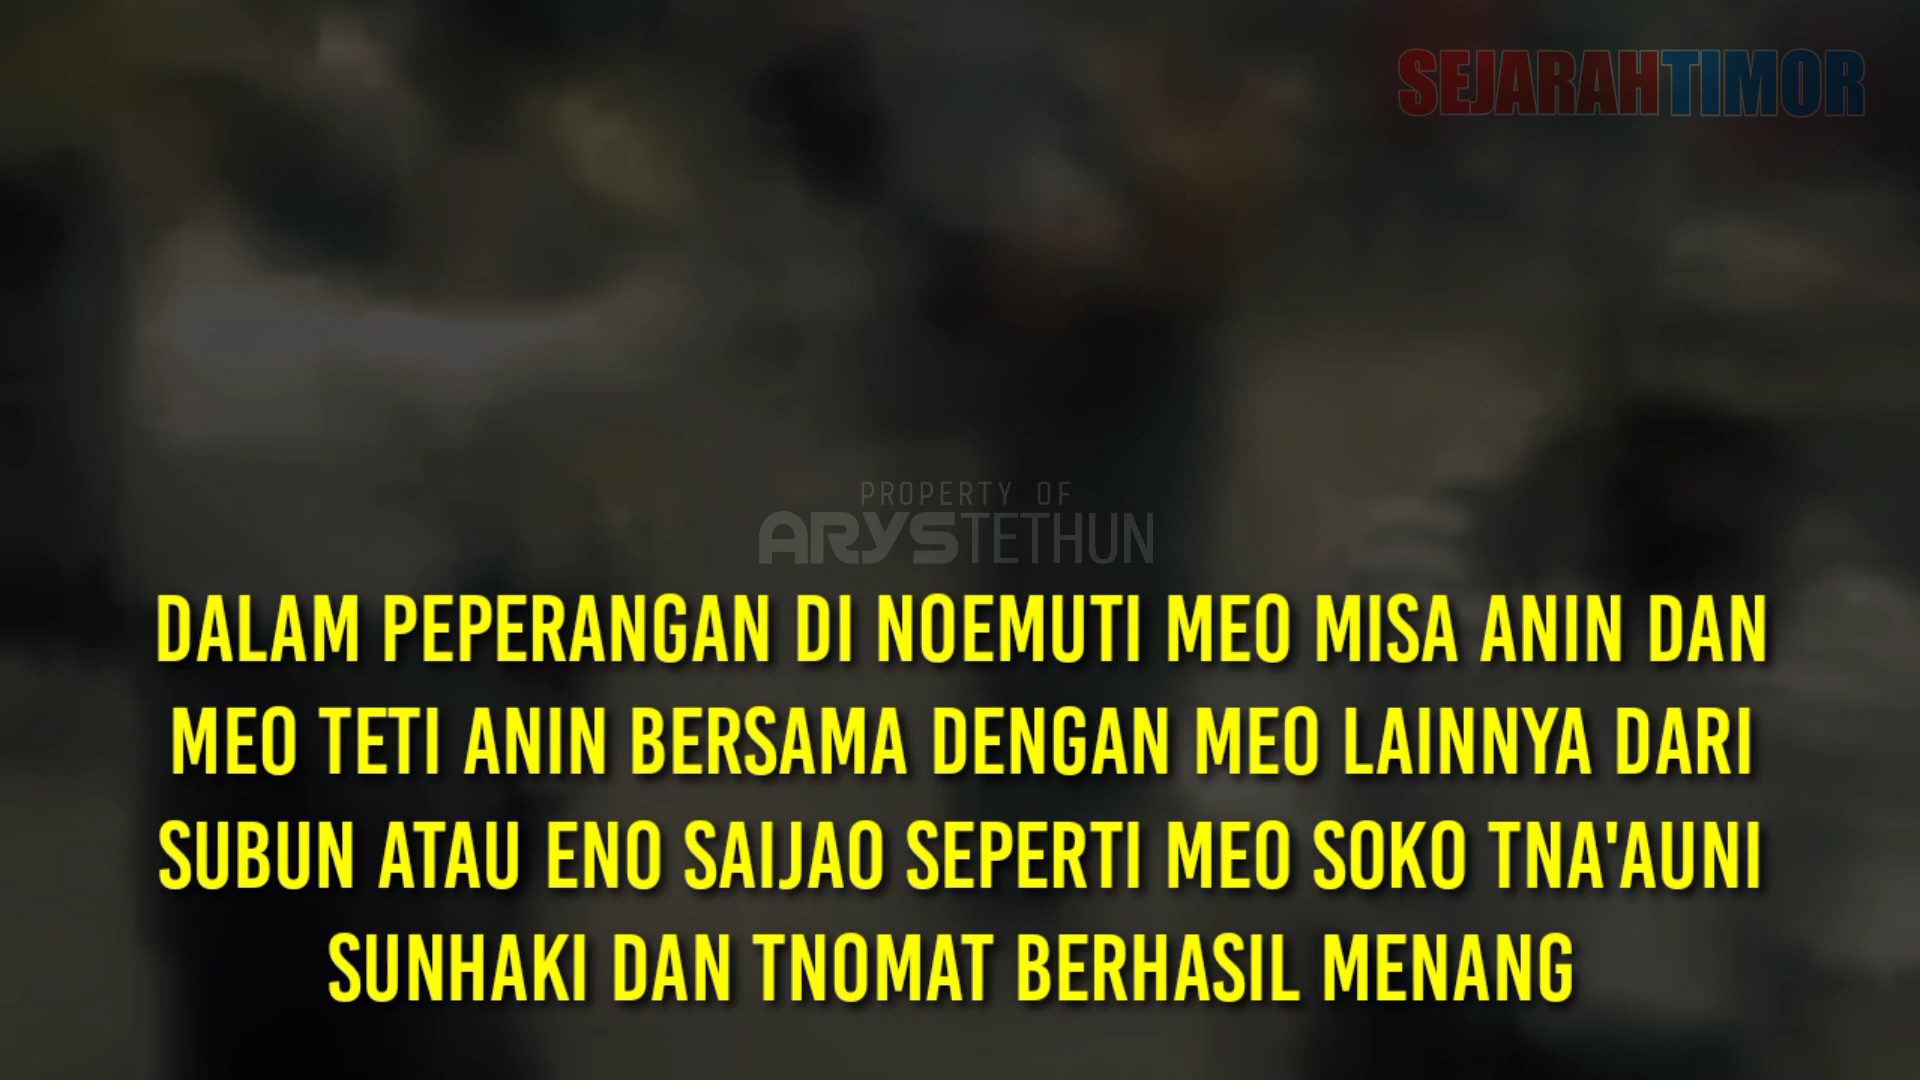 SEJARAHTIMOR
PROPERTY OF
ARYSTETHUN
DALAM PEPERANGAN DI NOEMUTI MEO MISA ANIN DAN
MEO TETI ANIN BERSAMA DENGAN MEO LAINNYA DARI
SUBUN ATAU ENO SAIJAO SEPERTI MEO SOKO TNA'AUNI
SUNHAKI DAN TNOMAT BERHASIL MENANG